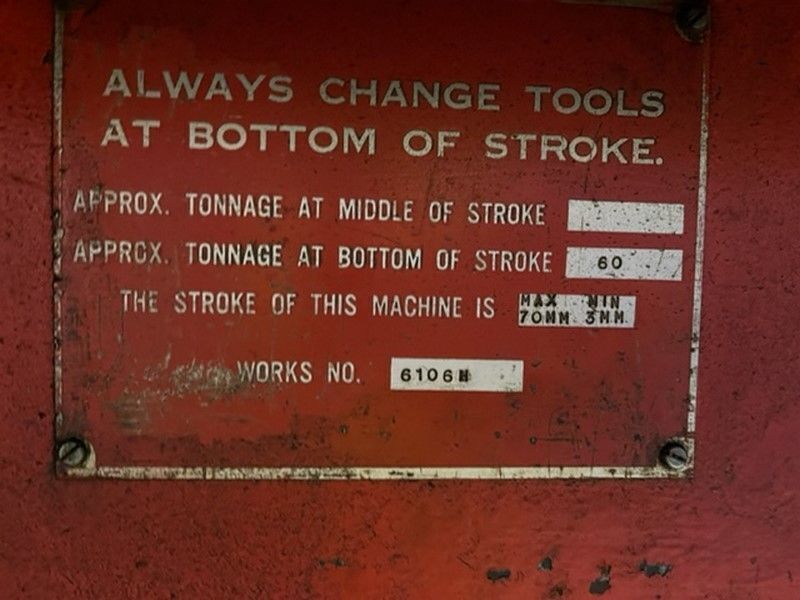 ALWAYS CHANGE TOOLS
AT BOTTOM OF STROKE.
APPROX. TONNAGE AT MIDDLE OF STROKE
APPROX. TONNAGE AT BOTTOM OF STROKE 60
THE STROKE OF THIS MACHINE IS MAX MIN
70MM 3MM
WORKS NO. 6106H